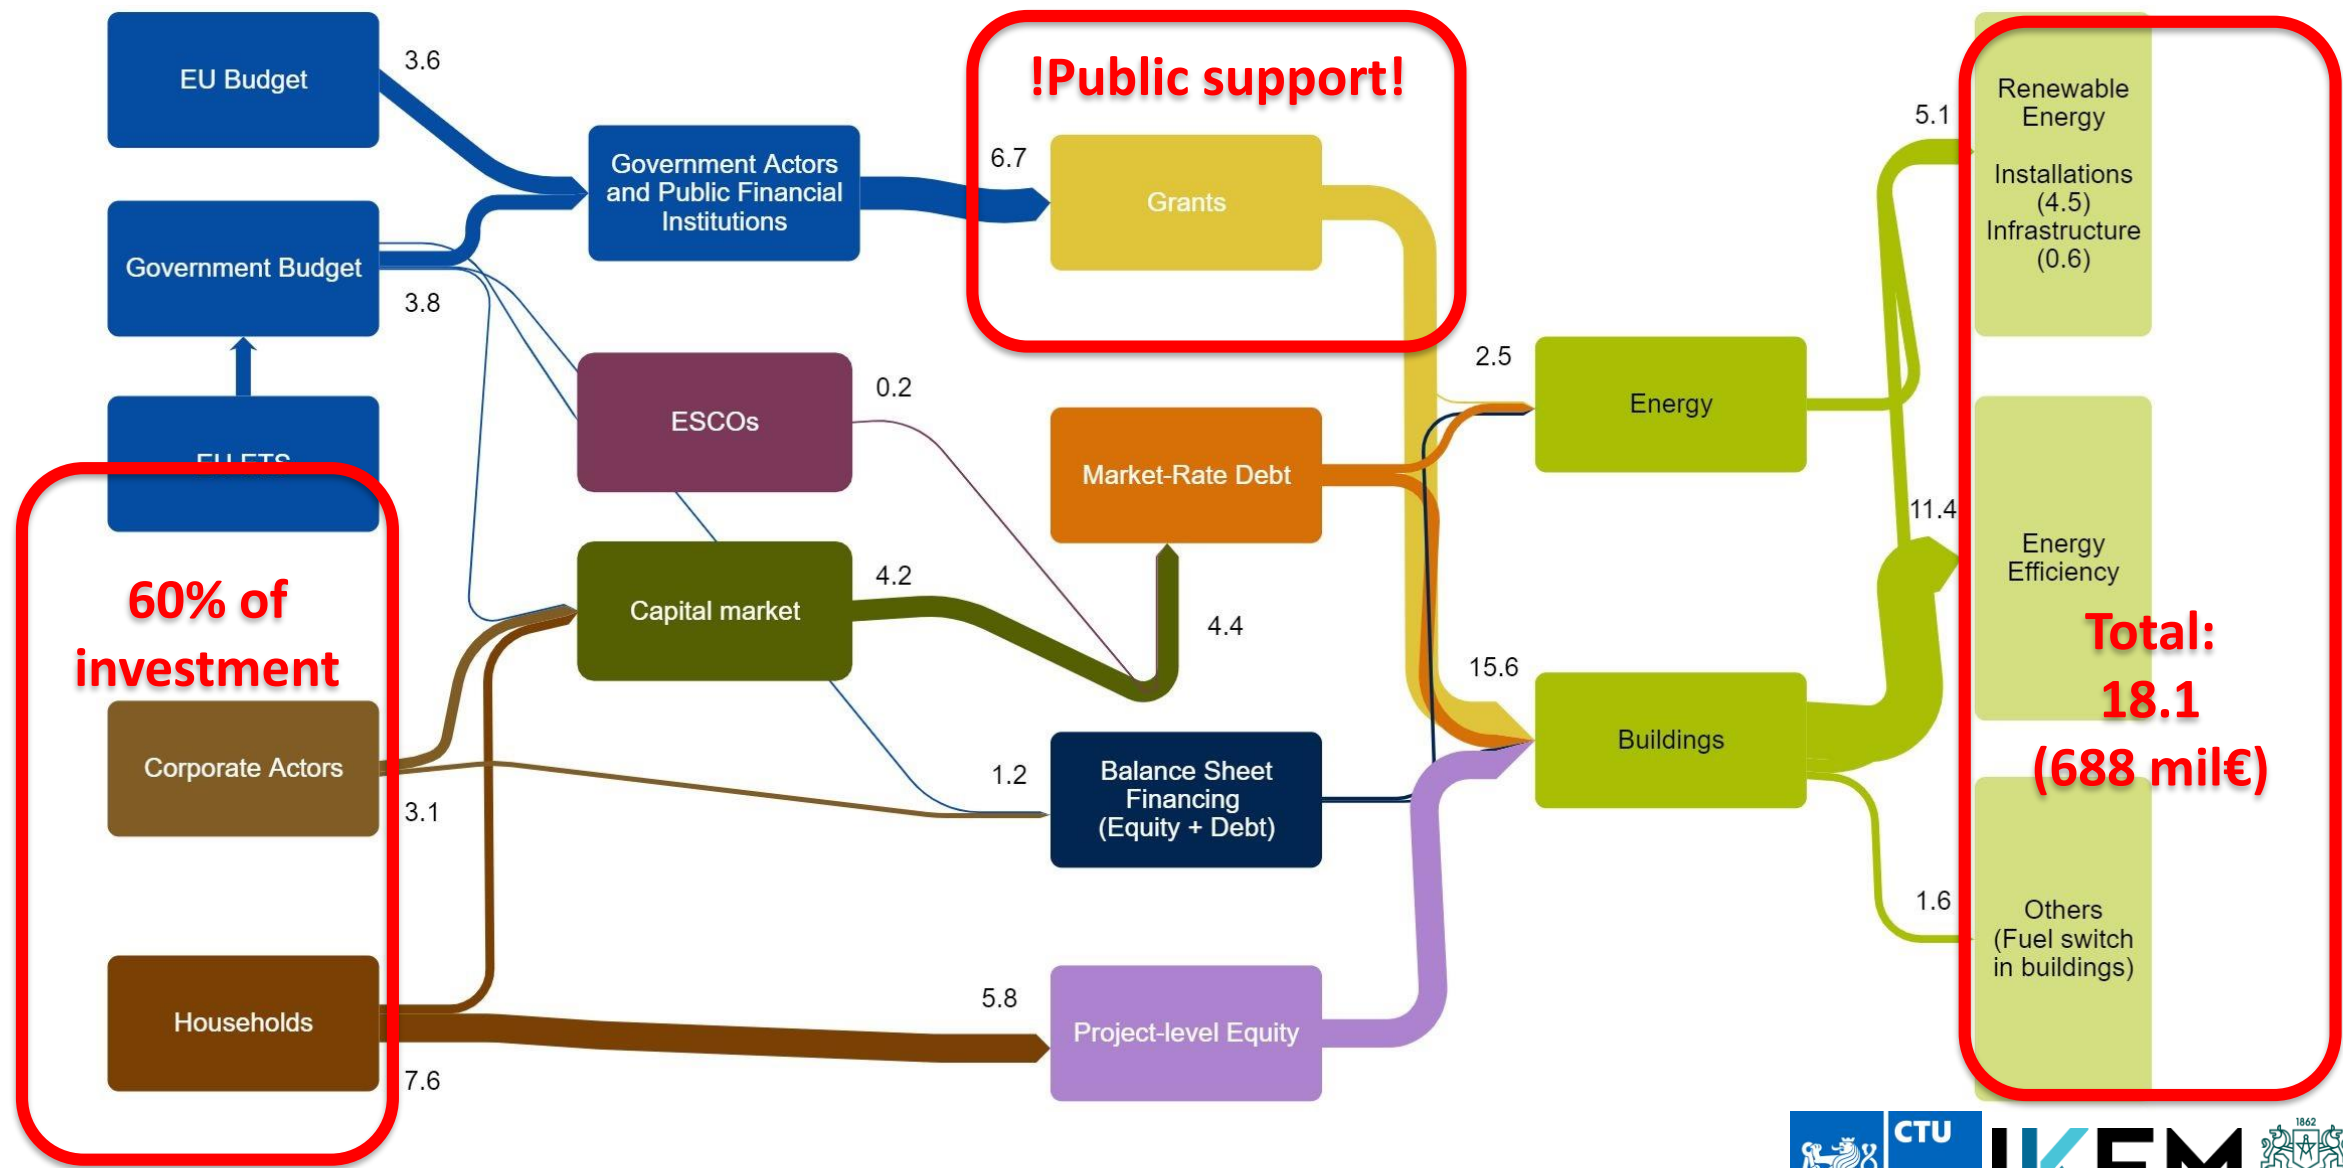 EU Budget
3.6
Government Budget
3.8
EU ETS
60% of
investment
Corporate Actors
3.1
Households
7.6
Government Actors
and Public Financial
Institutions
6.7
ESCOs
0.2
Capital market
4.2
!Public support!
Grants
Market-Rate Debt
4.4
1.2
Balance Sheet
Financing
(Equity + Debt)
5.8
Project-level Equity
2.5
Energy
15.6
Buildings
5.1
Renewable
Energy
Installations
(4.5)
Infrastructure
(0.6)
11.4
Energy
Efficiency
Total:
18.1
(688 mil€)
1.6
Others
(Fuel switch
in buildings)
CTU
IKEM
1862